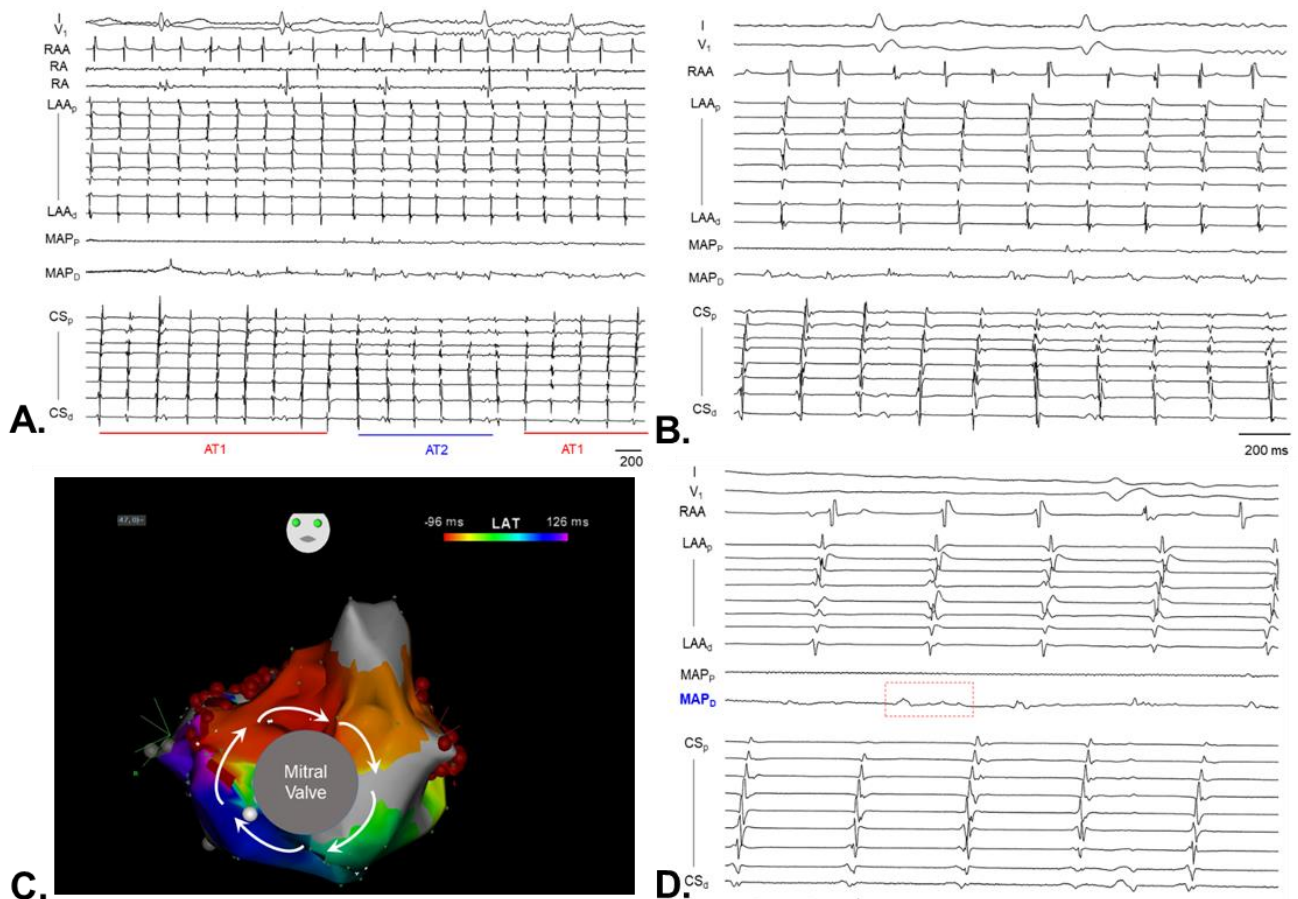 I
V1
RAA
RA
RA
LAAp
LAAd
MAPP
MAPD
CSp
CSd
A.
AT1
AT2
AT1
200
I
V1
RAA
LAAp
LAAd
MAPP
MAPD
CSp
CSd
B.
200 ms
-96 ms LAT 126 ms
Mitral
Valve
C.
I
V1
RAA
LAAp
LAAd
MAPP
MAPD
CSp
CSd
D.